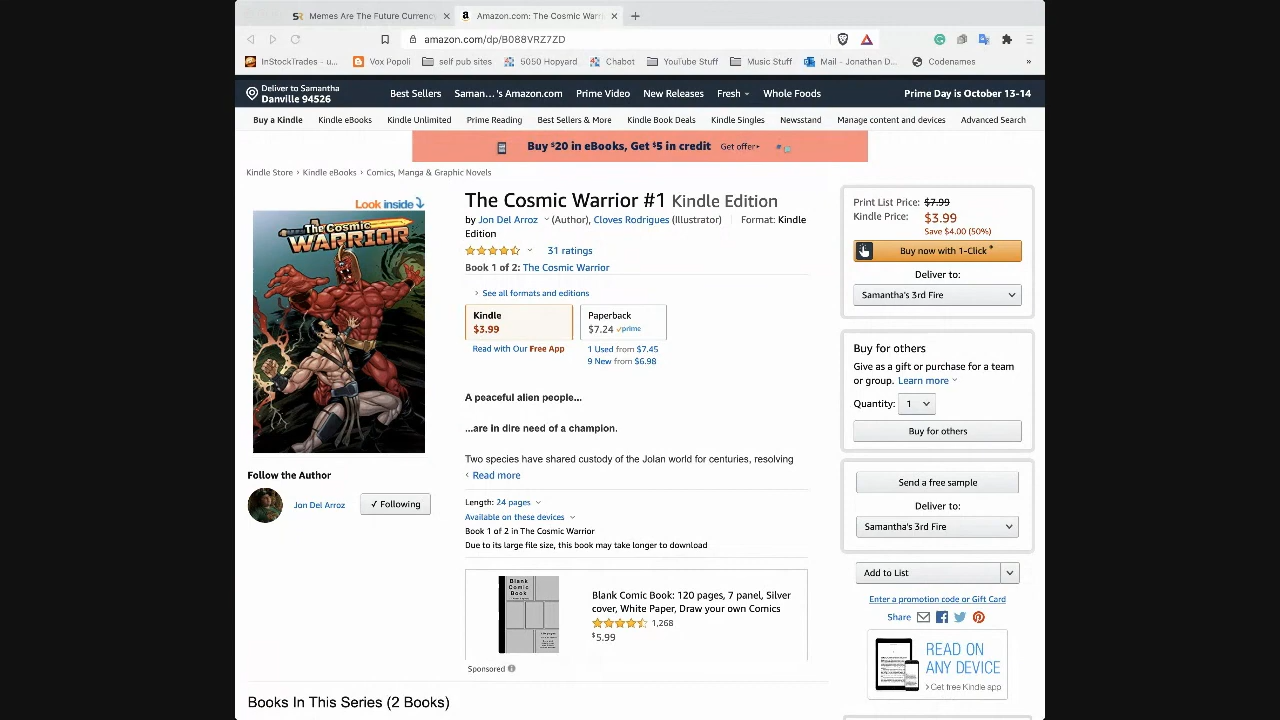 Memes Are The Future Currency
Amazon.com: The Cosmic Warri
amazon.com/dp/B088VRZ7ZD
InStockTrades - u...
Vox Popoli
self pub sites
5050 Hopyard
Chabot
YouTube Stuff
Music Stuff
Mail - Jonathan D...
Codenames
»
Deliver to Samantha
Danville 94526
Best Sellers
Saman...'s Amazon.com
Prime Video
New Releases
Fresh
Whole Foods
Prime Day is October 13-14
Buy a Kindle
Kindle eBooks
Kindle Unlimited
Prime Reading
Best Sellers & More
Kindle Book Deals
Kindle Singles
Newsstand
Manage content and devices
Advanced Search
Buy $20 in eBooks, Get $5 in credit Get offer
Kindle Store › Kindle eBooks › Comics, Manga & Graphic Novels
Look inside
The Cosmic
WARRIOR
Follow the Author
Jon Del Arroz
✓ Following
The Cosmic Warrior #1 Kindle Edition
by Jon Del Arroz (Author), Cloves Rodrigues (Illustrator) | Format: Kindle
Edition
31 ratings
Book 1 of 2: The Cosmic Warrior
› See all formats and editions
Kindle
$3.99
Read with Our Free App
Paperback
$7.24 ✓prime
1 Used from $7.45
9 New from $6.98
A peaceful alien people...
...are in dire need of a champion.
Two species have shared custody of the Jolan world for centuries, resolving
‹ Read more
Length: 24 pages
Available on these devices
Book 1 of 2 in The Cosmic Warrior
Due to its large file size, this book may take longer to download
Blank
Comic
Book
Blank Comic Book: 120 pages, 7 panel, Silver
cover, White Paper, Draw your own Comics
1,268
$5.99
Sponsored
Books In This Series (2 Books)
Print List Price: $7.99
Kindle Price: $3.99
Save $4.00 (50%)
Buy now with 1-Click ®
Deliver to:
Samantha's 3rd Fire
Buy for others
Give as a gift or purchase for a team
or group. Learn more
Quantity: 1
Buy for others
Send a free sample
Deliver to:
Samantha's 3rd Fire
Add to List
Enter a promotion code or Gift Card
Share
READ ON
ANY DEVICE
› Get free Kindle app